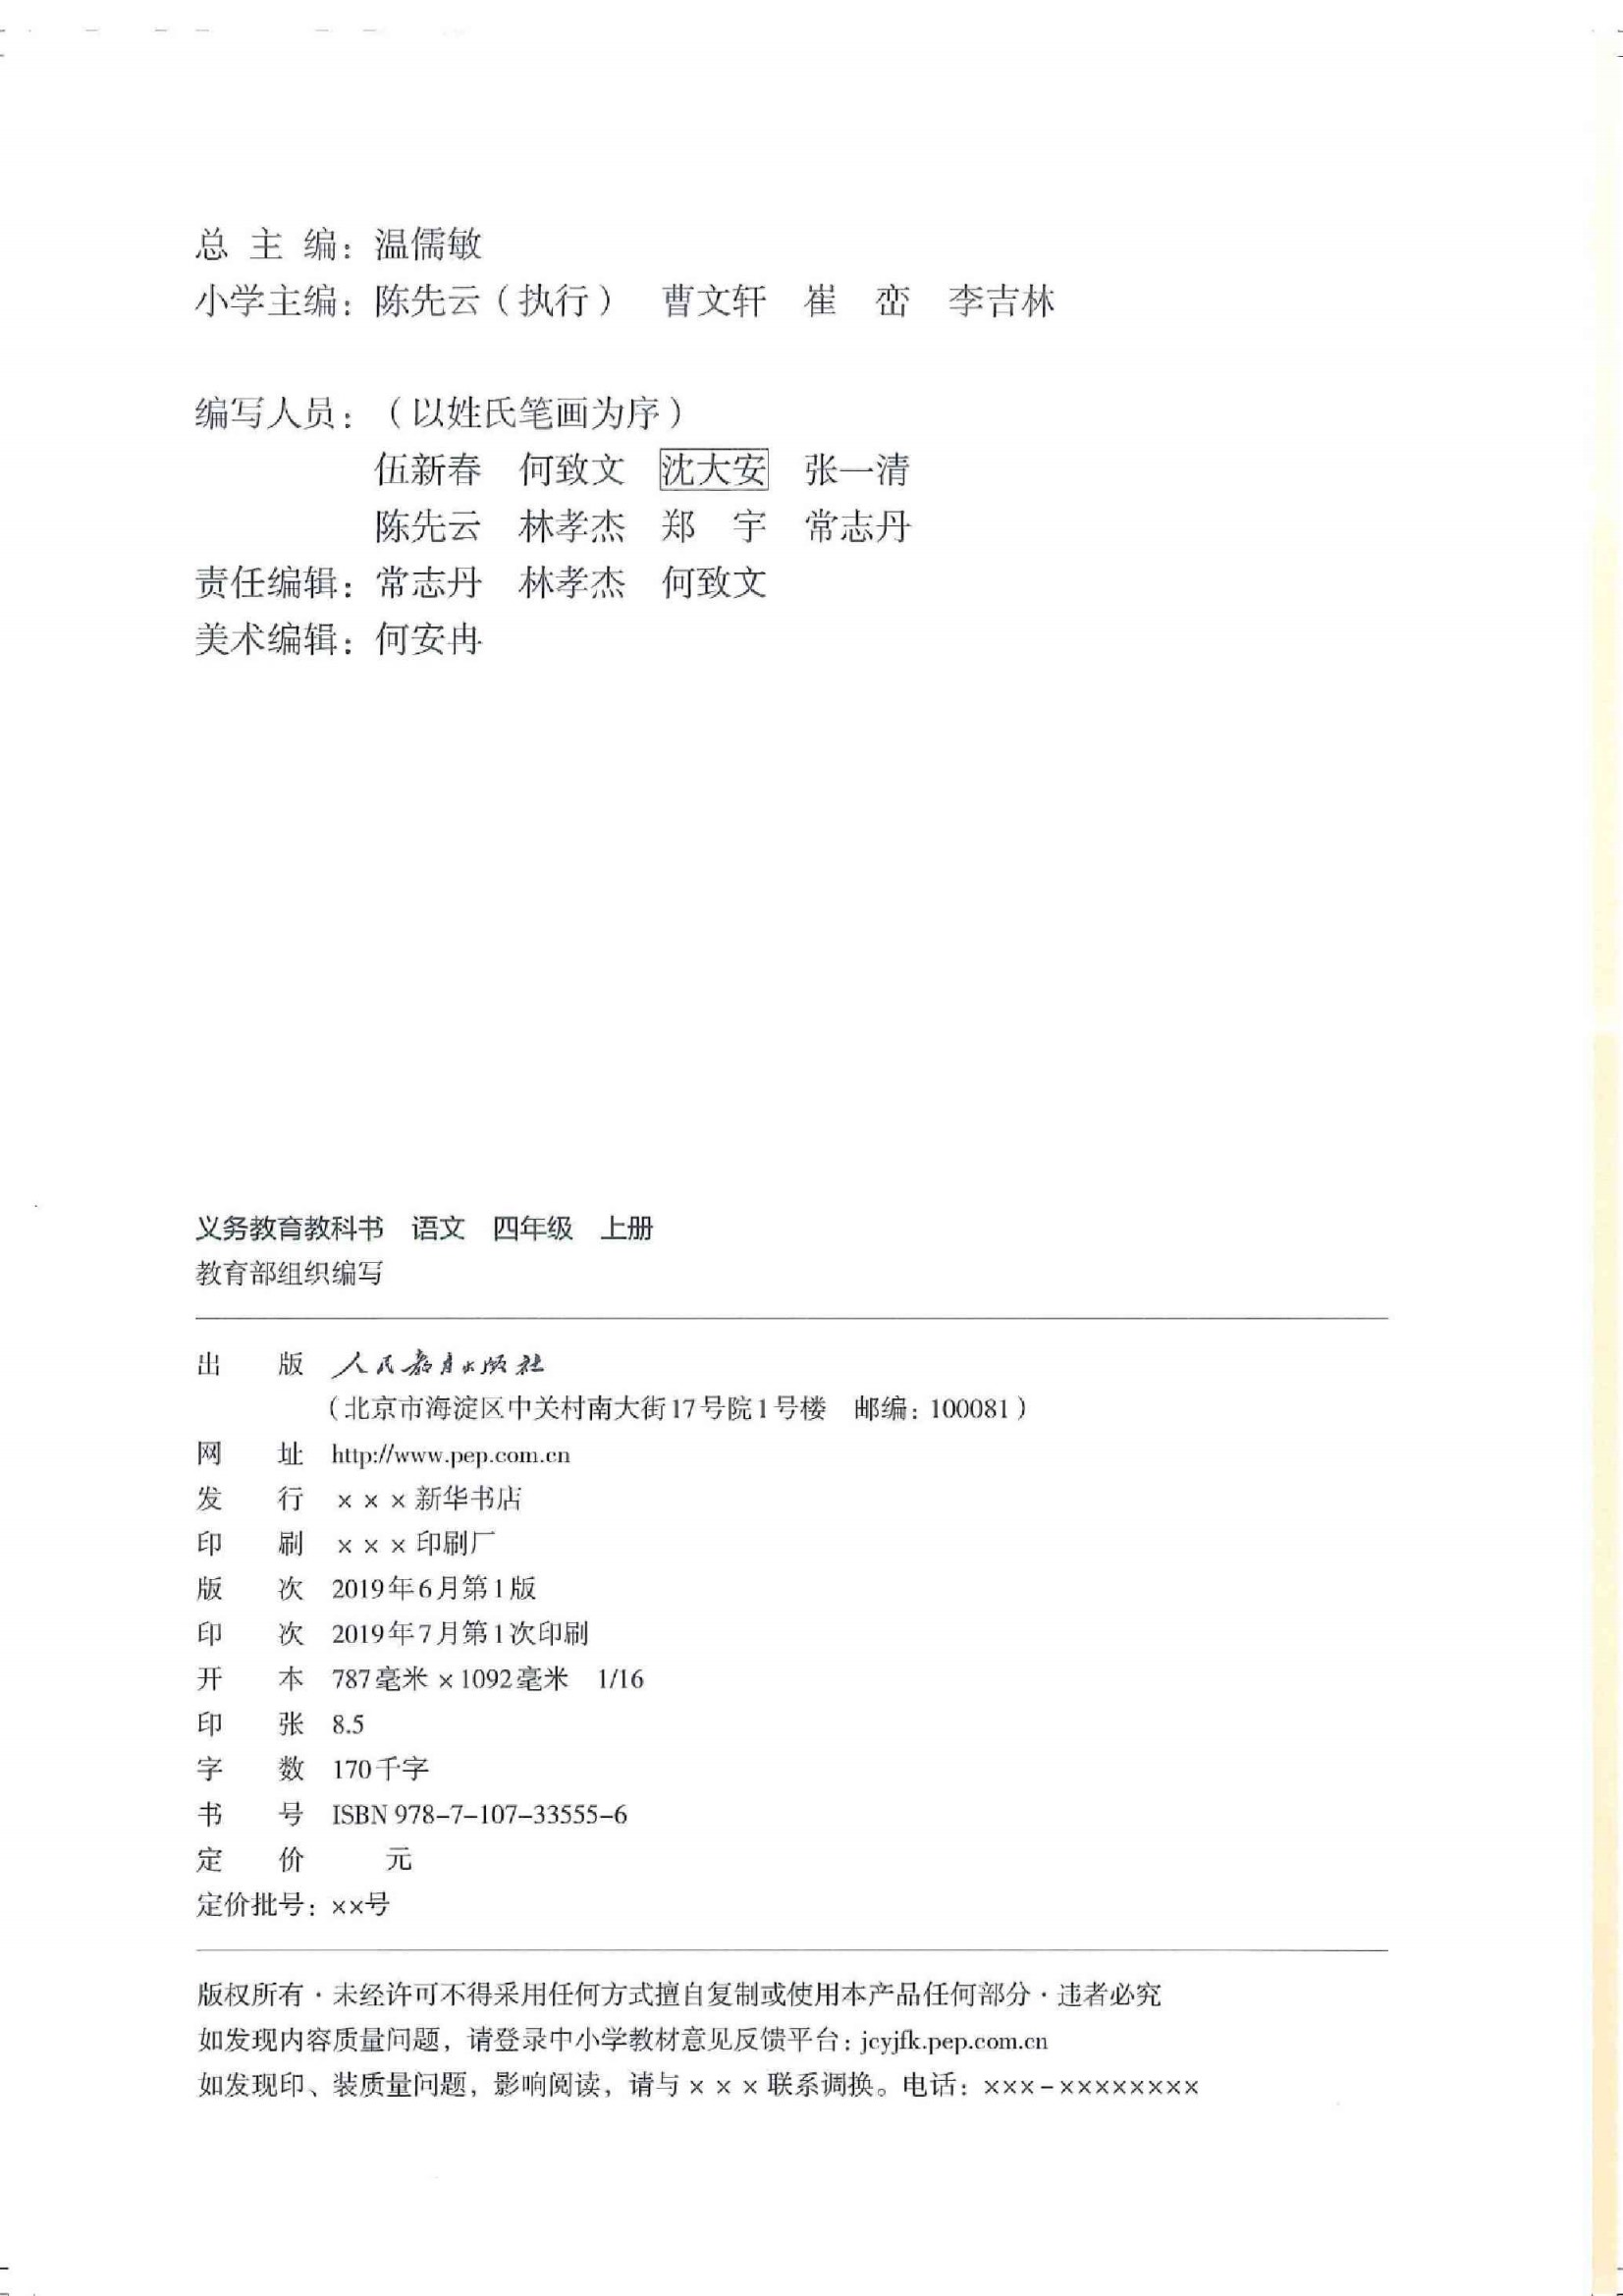 总 主 编：温儒敏
小学主编：陈先云（执行） 曹文轩 崔 峦 李吉林
编写人员：（以姓氏笔画为序）
伍新春 何致文 沈大安 张一清
陈先云 林孝杰 郑 宇 常志丹
责任编辑：常志丹 林孝杰 何致文
美术编辑：何安冉
义务教育教科书 语文 四年级 上册
教育部组织编写
出 版 人民教育出版社
（北京市海淀区中关村南大街17号院1号楼 邮编：100081）
网 址 http://www.pep.com.cn
发 行 ×××新华书店
印 刷 ×××印刷厂
版 次 2019年6月第1版
印 次 2019年7月第1次印刷
开 本 787毫米×1092毫米 1/16
印 张 8.5
字 数 170千字
书 号 ISBN 978-7-107-33555-6
定 价 元
定价批号：××号
版权所有·未经许可不得采用任何方式擅自复制或使用本产品任何部分·违者必究
如发现内容质量问题，请登录中小学教材意见反馈平台：jcyjfk.pep.com.cn
如发现印、装质量问题，影响阅读，请与×××联系调换。电话：×××-××××××××